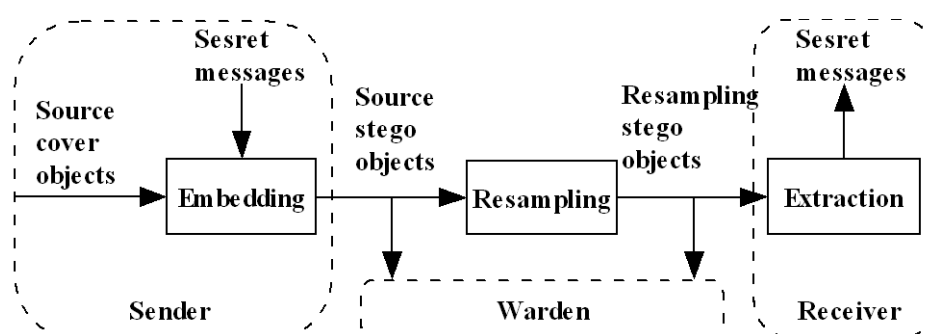 Sesret
messages
Source
cover
objects
Embedding
Source
stego
objects
Resampling
Resampling
stego
objects
Sesret
messages
Extraction
Sender
Warden
Receiver